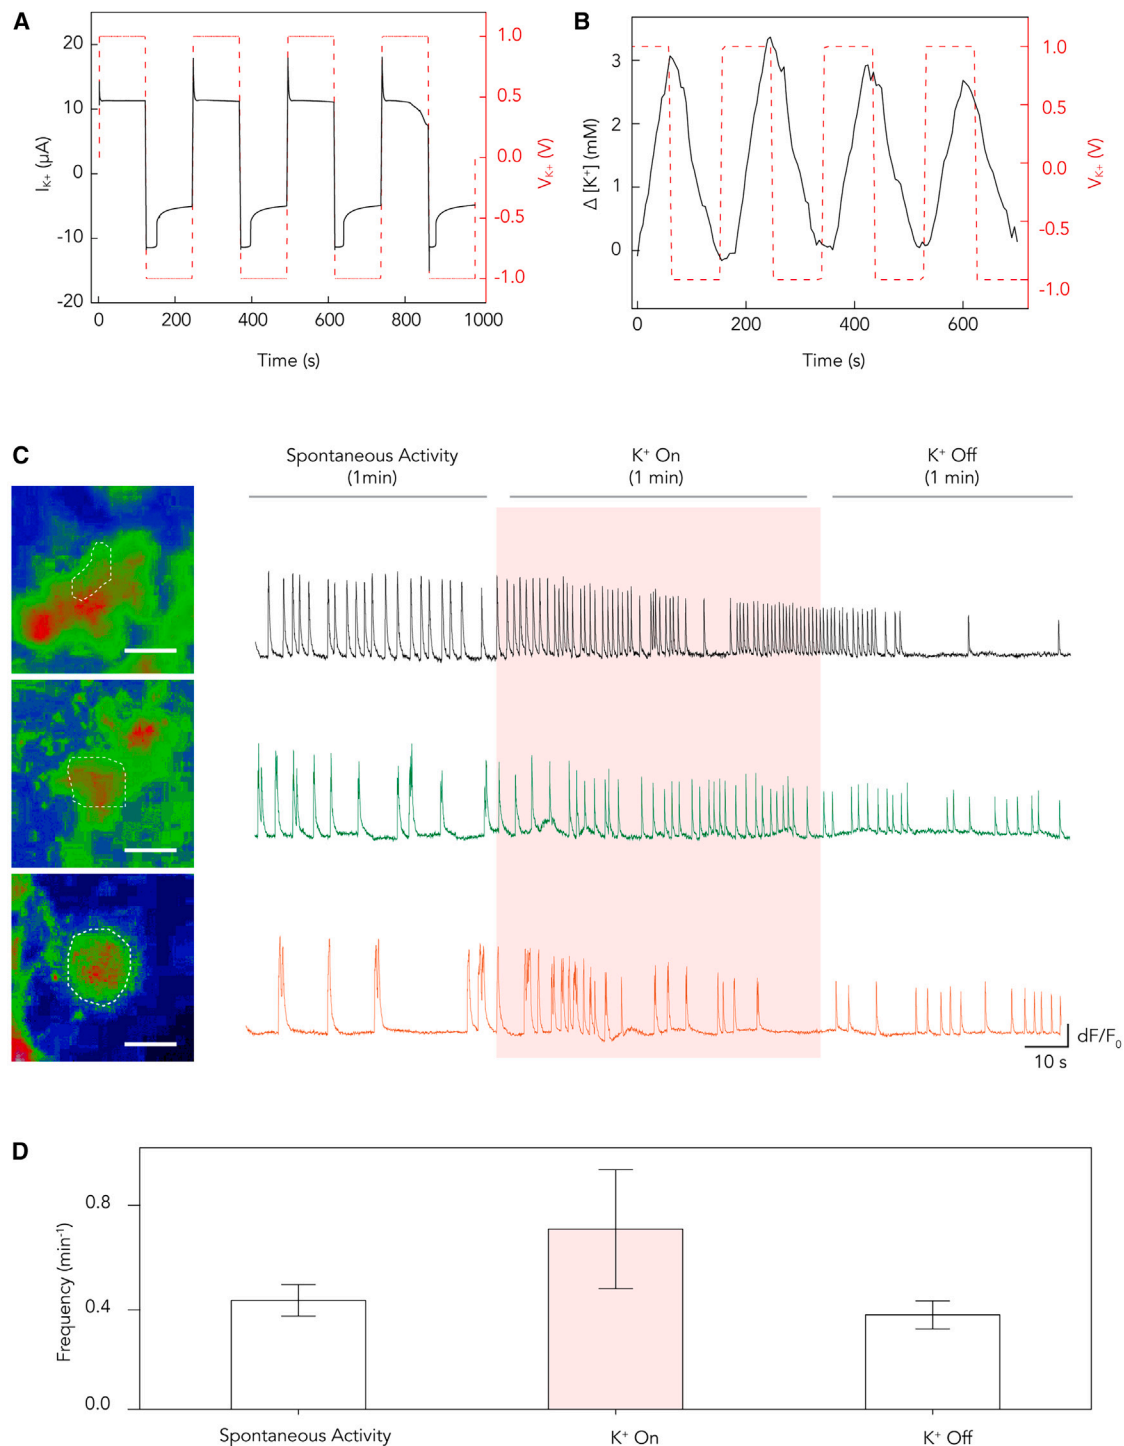 A
20
10
0
-10
-20
I K+ (µA)
1.0
0.5
0.0
-0.5
-1.0
V K+ (V)
0
200
400
600
800
1000
Time (s)
B
3
2
1
0
Δ [K+] (mM)
1.0
0.5
0.0
-0.5
-1.0
V K+ (V)
0
200
400
600
Time (s)
C
Spontaneous Activity
(1min)
K+ On
(1 min)
K+ Off
(1 min)
dF/F0
10 s
D
0.8
0.4
0.0
Frequency (min-1)
Spontaneous Activity
K+ On
K+ Off